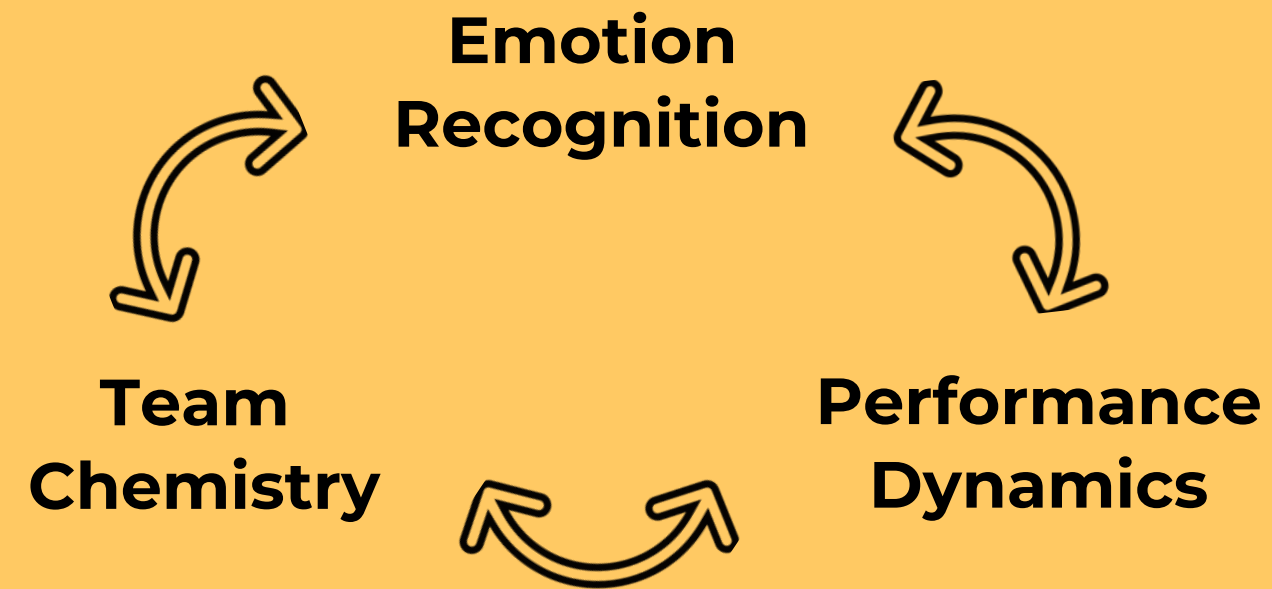 Emotion
Recognition
Team
Chemistry
Performance
Dynamics